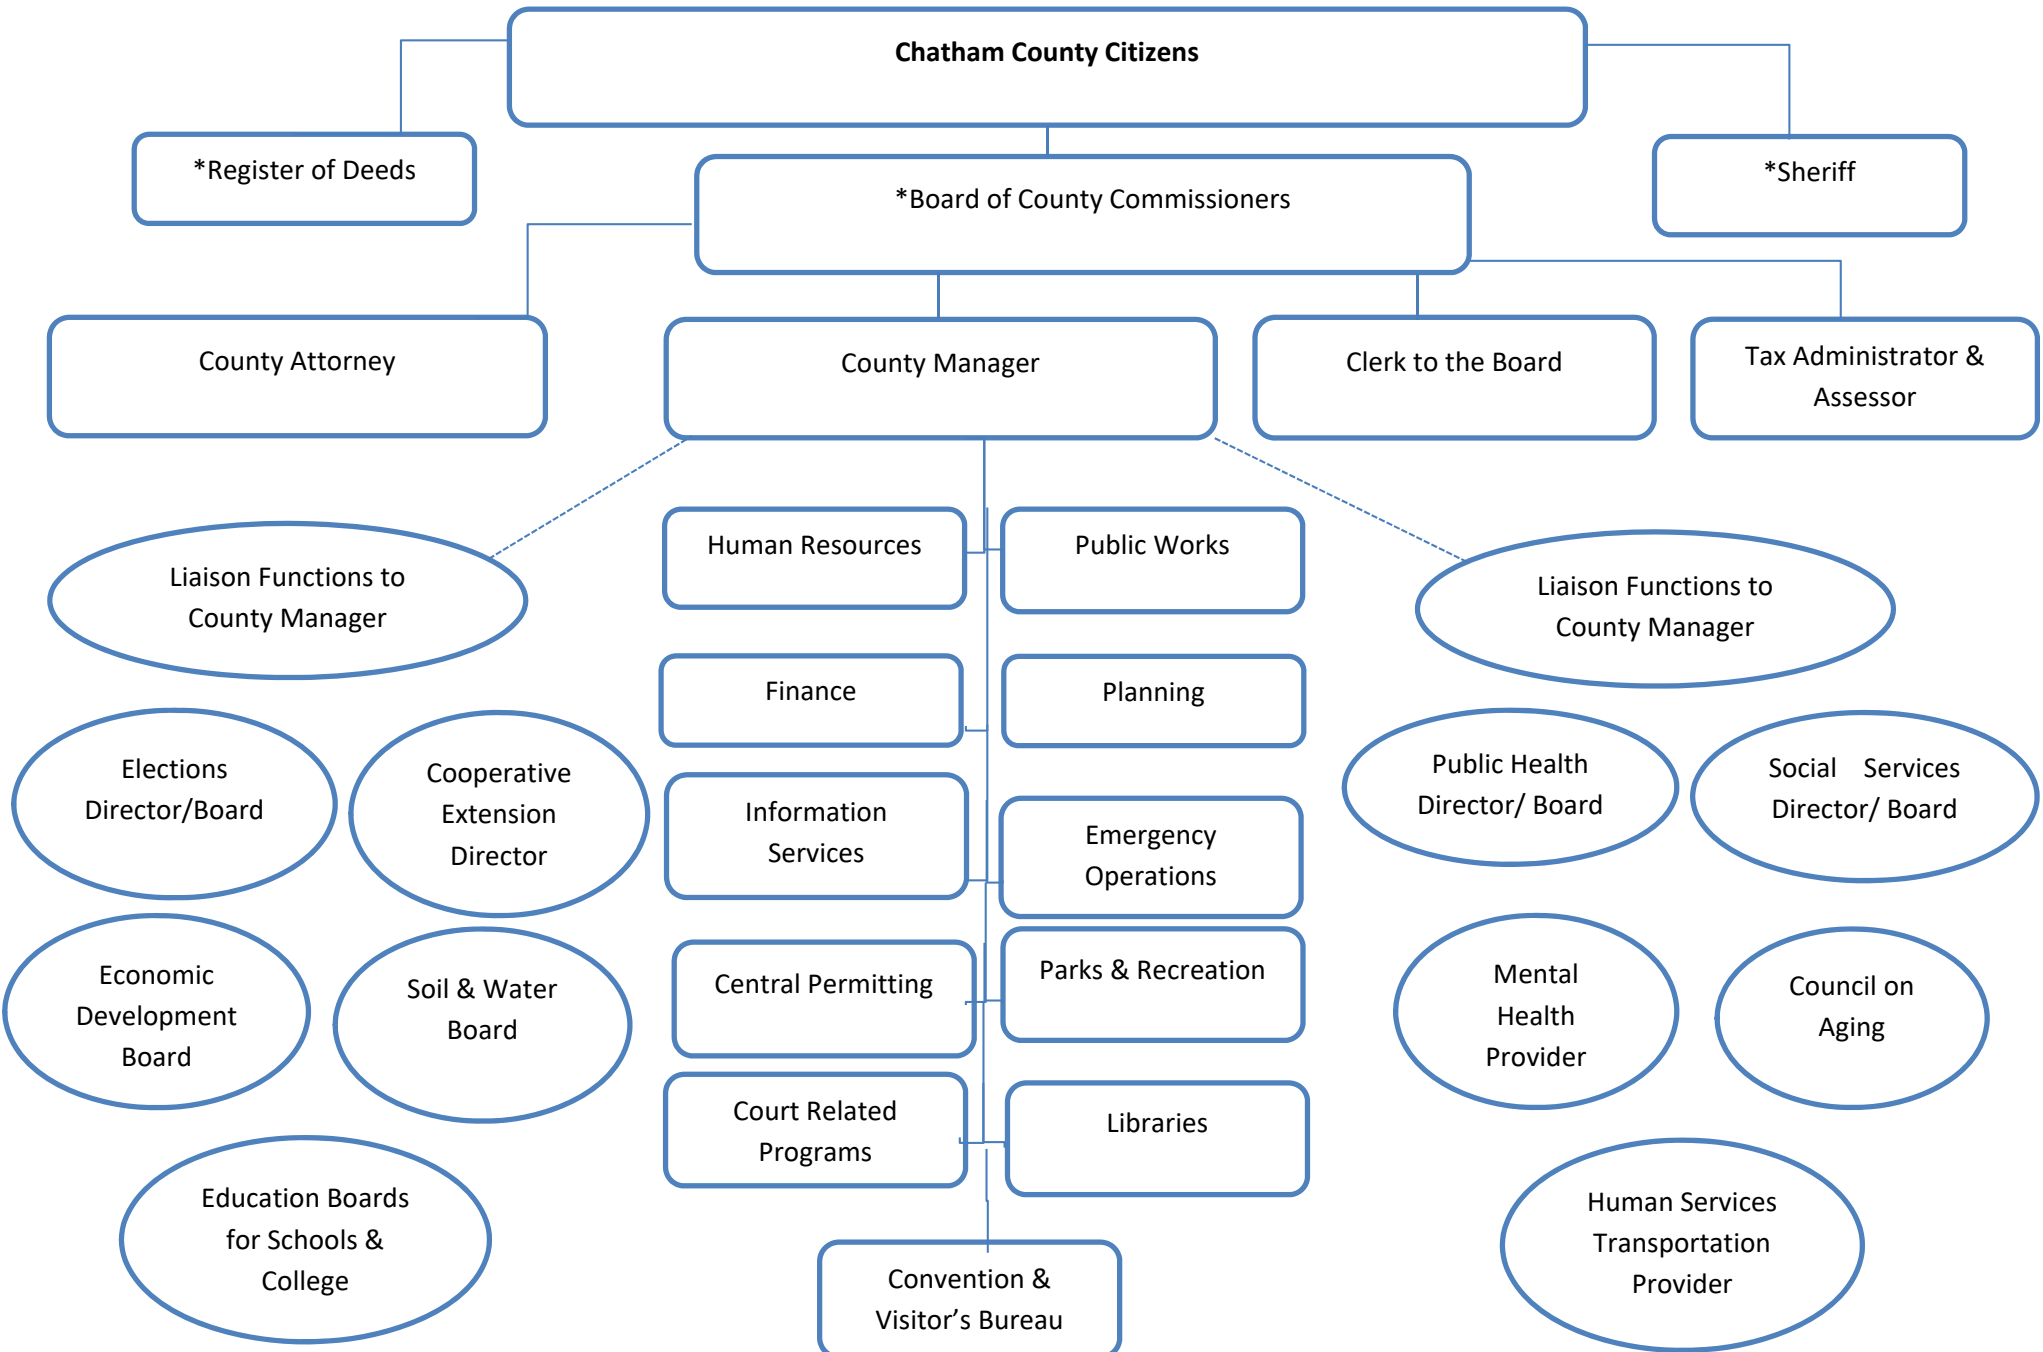 Chatham County Citizens
*Register of Deeds
*Board of County Commissioners
*Sheriff
County Attorney
County Manager
Clerk to the Board
Tax Administrator &
Assessor
Liaison Functions to
County Manager
Human Resources
Public Works
Liaison Functions to
County Manager
Finance
Planning
Elections
Director/Board
Cooperative
Extension
Director
Information
Services
Emergency
Operations
Public Health
Director/ Board
Social Services
Director/ Board
Economic
Development
Board
Soil & Water
Board
Central Permitting
Parks & Recreation
Mental
Health
Provider
Council on
Aging
Court Related
Programs
Libraries
Education Boards
for Schools &
College
Convention &
Visitor’s Bureau
Human Services
Transportation
Provider